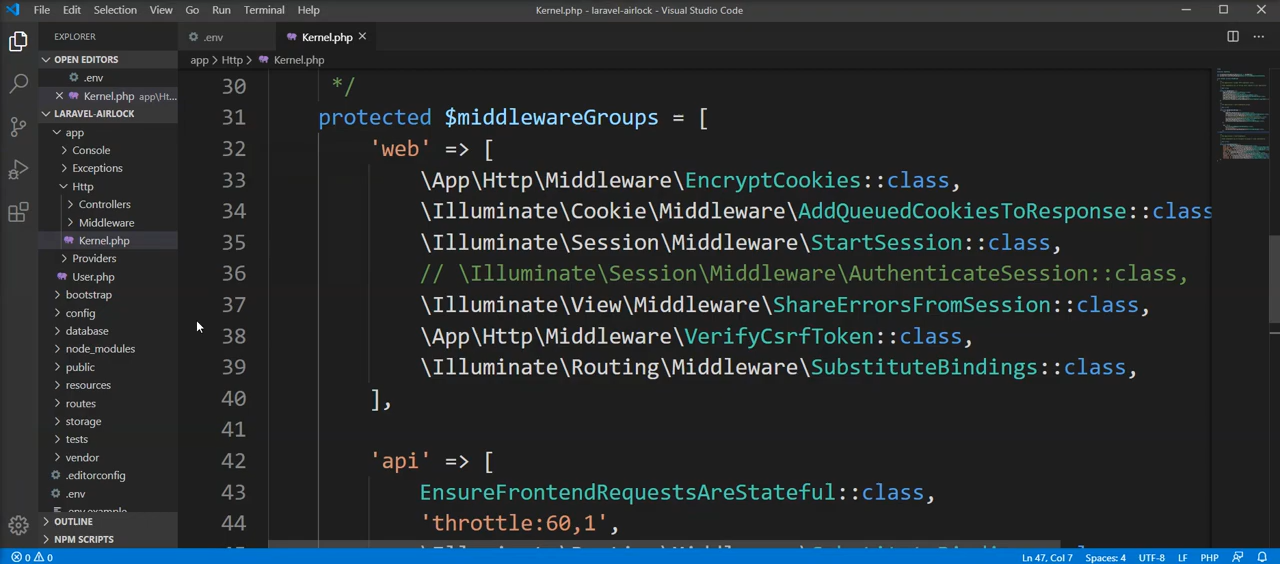 File Edit Selection View Go Run Terminal Help
Kernel.php - laravel-airlock - Visual Studio Code
EXPLORER
OPEN EDITORS
.env
Kernel.php app\Ht...
LARAVEL-AIRLOCK
app
Console
Exceptions
Http
Controllers
Middleware
Kernel.php
Providers
User.php
bootstrap
config
database
node_modules
public
resources
routes
storage
tests
vendor
.editorconfig
.env
.env.example
OUTLINE
NPM SCRIPTS
.env
Kernel.php
app > Http > Kernel.php
30 */
31 protected $middlewareGroups = [
32 'web' => [
33 \App\Http\Middleware\EncryptCookies::class,
34 \Illuminate\Cookie\Middleware\AddQueuedCookiesToResponse::class
35 \Illuminate\Session\Middleware\StartSession::class,
36 // \Illuminate\Session\Middleware\AuthenticateSession::class,
37 \Illuminate\View\Middleware\ShareErrorsFromSession::class,
38 \App\Http\Middleware\VerifyCsrfToken::class,
39 \Illuminate\Routing\Middleware\SubstituteBindings::class,
40 ],
41
42 'api' => [
43 EnsureFrontendRequestsAreStateful::class,
44 'throttle:60,1',
0 0
Ln 47, Col 7 Spaces: 4 UTF-8 LF PHP